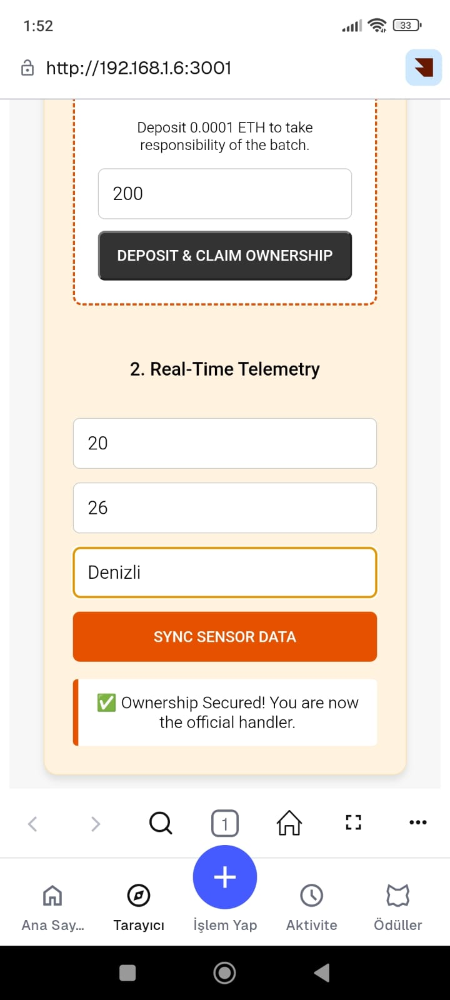 1:52
33
http://192.168.1.6:3001
Deposit 0.0001 ETH to take
responsibility of the batch.
200
DEPOSIT & CLAIM OWNERSHIP
2. Real-Time Telemetry
20
26
Denizli
SYNC SENSOR DATA
✅ Ownership Secured! You are now
the official handler.
1
Ana Say...
Tarayıcı
İşlem Yap
Aktivite
Ödüller